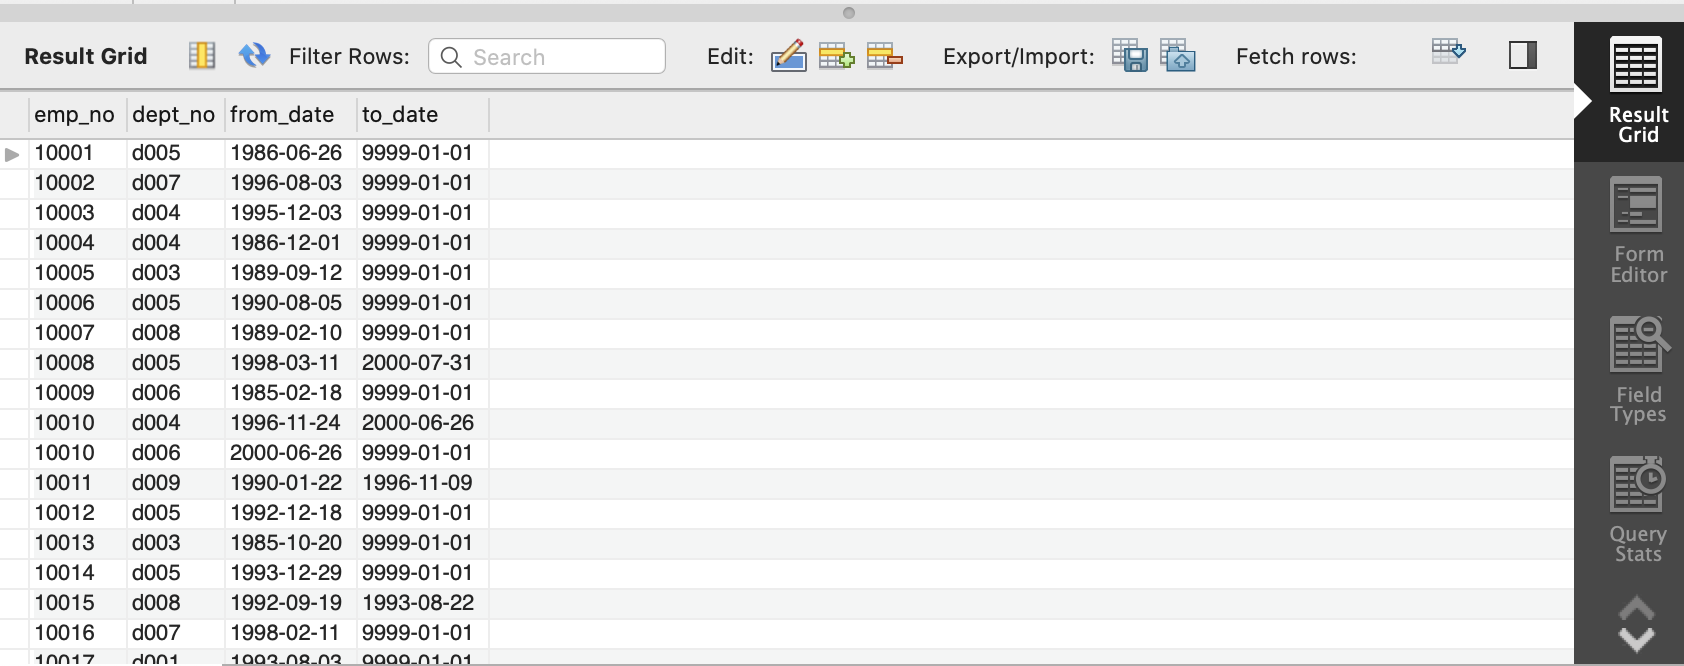 Result Grid Filter Rows: Search Edit: Export/Import: Fetch rows:
emp_no dept_no from_date to_date
10001 d005 1986-06-26 9999-01-01
10002 d007 1996-08-03 9999-01-01
10003 d004 1995-12-03 9999-01-01
10004 d004 1986-12-01 9999-01-01
10005 d003 1989-09-12 9999-01-01
10006 d005 1990-08-05 9999-01-01
10007 d008 1989-02-10 9999-01-01
10008 d005 1998-03-11 2000-07-31
10009 d006 1985-02-18 9999-01-01
10010 d004 1996-11-24 2000-06-26
10010 d006 2000-06-26 9999-01-01
10011 d009 1990-01-22 1996-11-09
10012 d005 1992-12-18 9999-01-01
10013 d003 1985-10-20 9999-01-01
10014 d005 1993-12-29 9999-01-01
10015 d008 1992-09-19 1993-08-22
10016 d007 1998-02-11 9999-01-01
10017 d001 1993-08-03 9999-01-01
Result
Grid
Form
Editor
Field
Types
Query
Stats